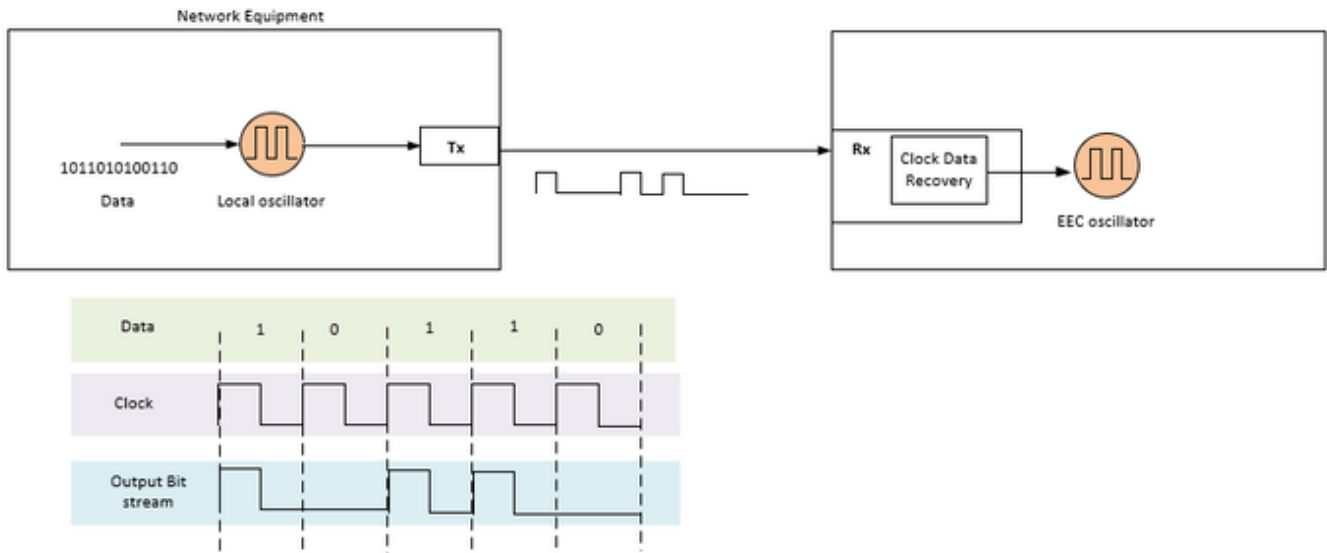 Network Equipment
1011010100110
Data
Local oscillator
Tx
Rx
Clock Data
Recovery
EEC oscillator
Data 1 0 1 1 0
Clock
Output Bit
stream